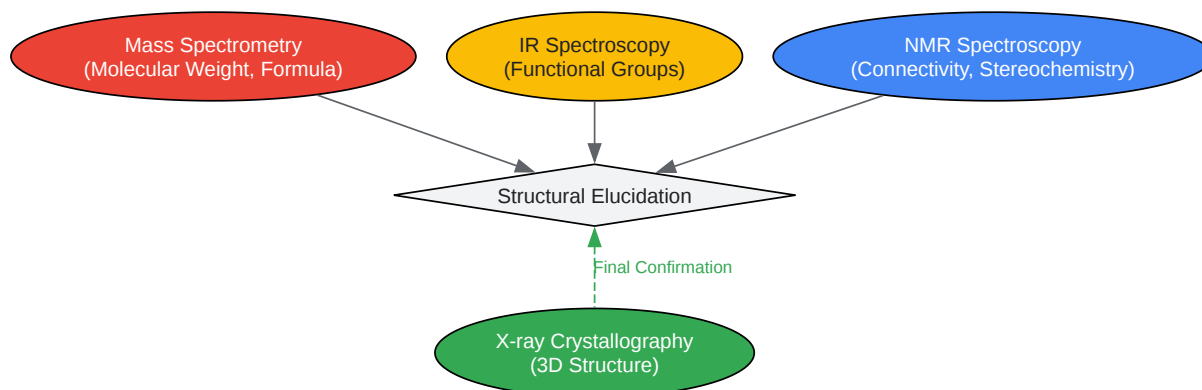 Mass Spectrometry
(Molecular Weight, Formula)
IR Spectroscopy
(Functional Groups)
NMR Spectroscopy
(Connectivity, Stereochemistry)
Structural Elucidation
Final Confirmation
X-ray Crystallography
(3D Structure)